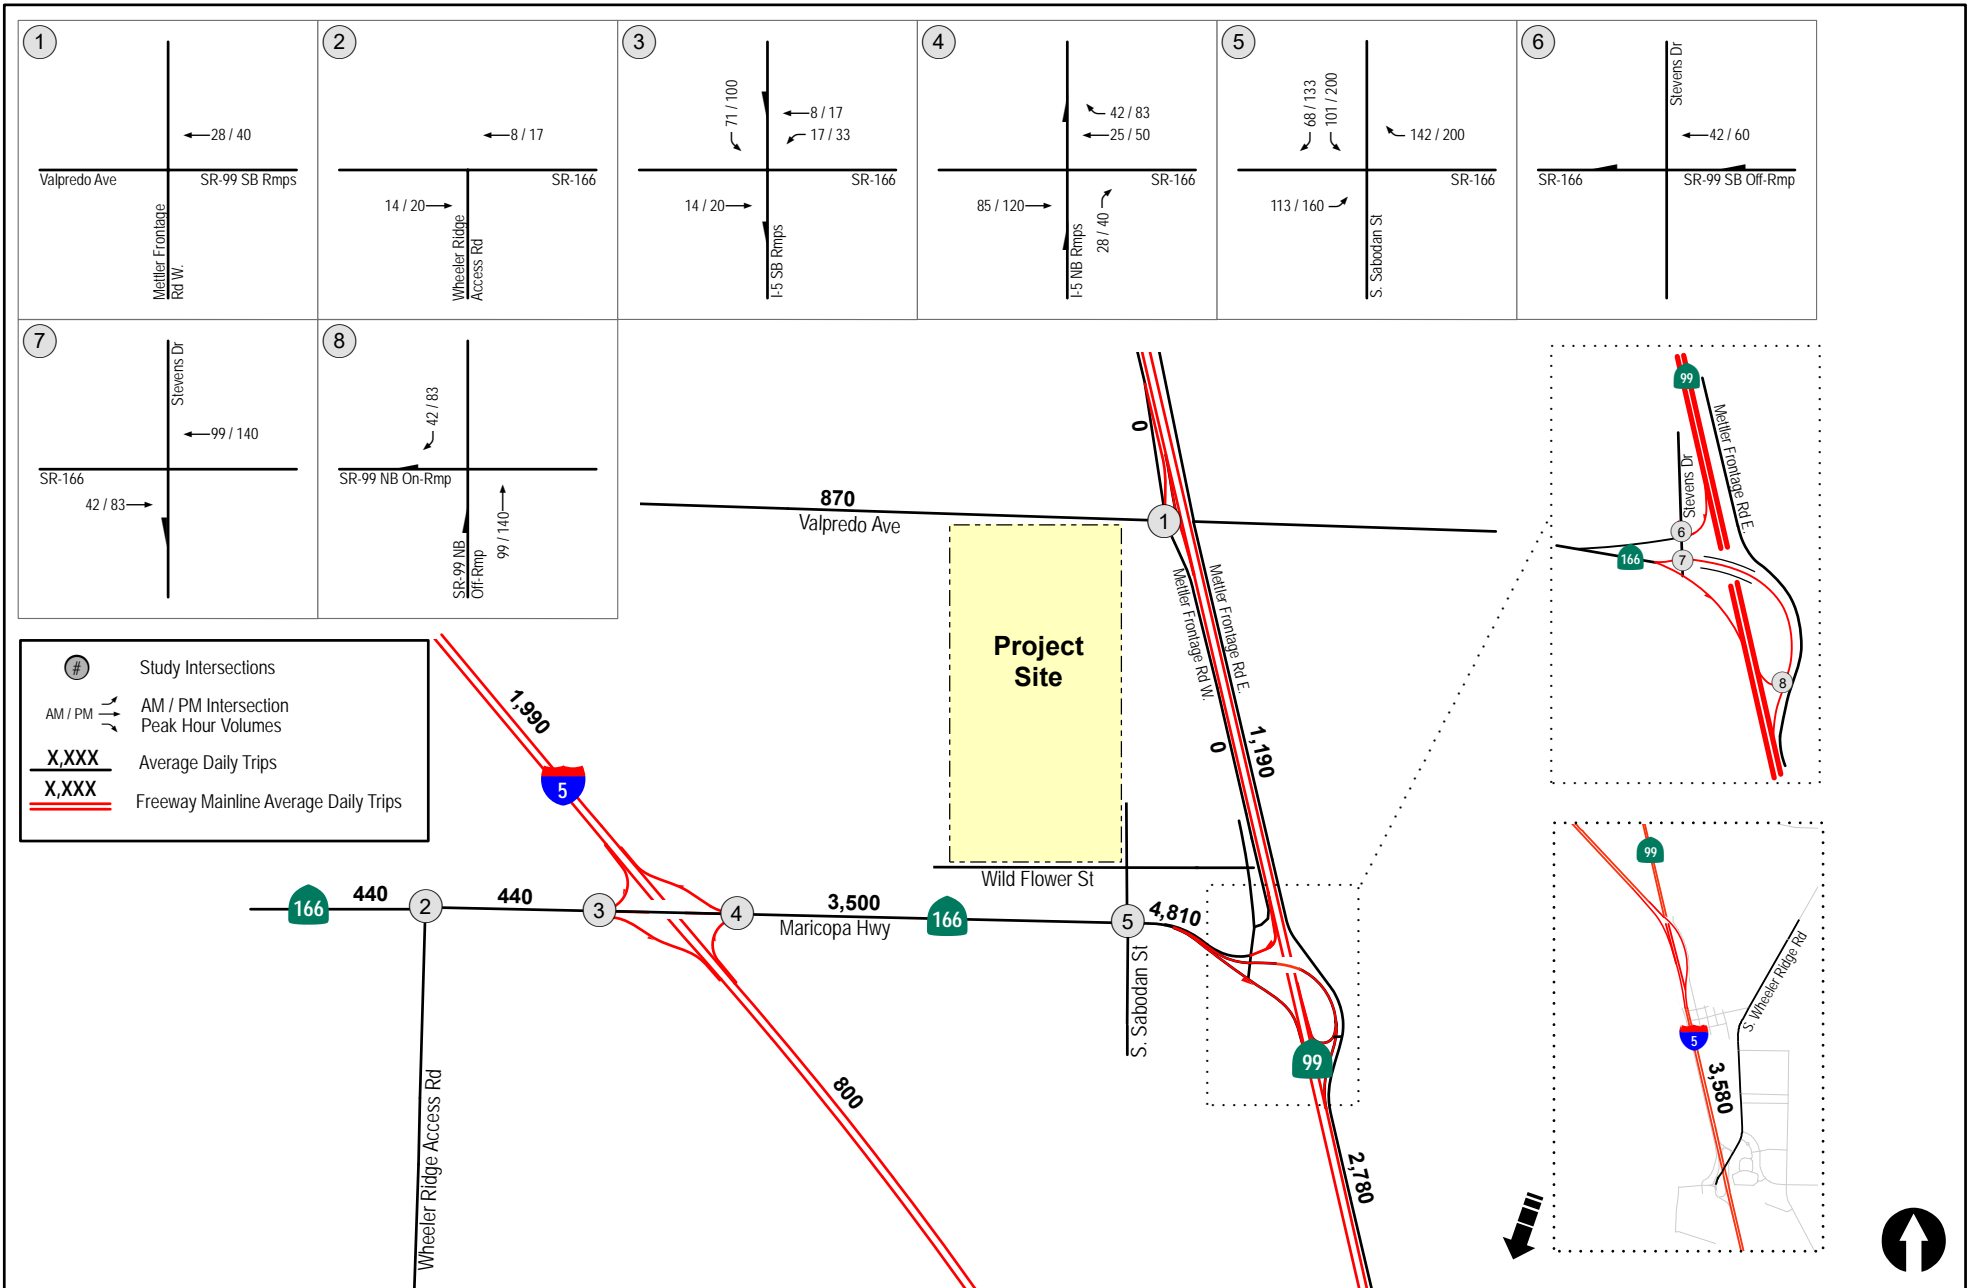 1
28 / 40
Valpredo Ave
SR-99 SB Rmps
Mettler Frontage
Rd W.
2
8 / 17
SR-166
14 / 20
Wheeler Ridge
Access Rd
3
71 / 100
8 / 17
17 / 33
SR-166
14 / 20
I-5 SB Rmps
4
42 / 83
25 / 50
SR-166
85 / 120
28 / 40
I-5 NB Rmps
5
68 / 133
101 / 200
142 / 200
SR-166
113 / 160
S. Sabodan St
6
Stevens Dr
42 / 60
SR-166
SR-99 SB Off-Rmp
7
Stevens Dr
99 / 140
SR-166
42 / 83
8
42 / 83
SR-99 NB On-Rmp
99 / 140
SR-99 NB
Off-Rmp
#
Study Intersections
AM / PM
AM / PM Intersection
Peak Hour Volumes
X,XXX
Average Daily Trips
X,XXX
Freeway Mainline Average Daily Trips
0
870
Valpredo Ave
1
Mettler Frontage Rd W.
Mettler Frontage Rd E.
Project
Site
0
1,190
1,990
5
Wild Flower St
166
440
2
440
3
4
3,500
Maricopa Hwy
166
5
4,810
S. Sabodan St
99
800
2,780
Wheeler Ridge Access Rd
99
Mettler Frontage Rd E.
Stevens Dr
6
166
7
8
99
S. Wheeler Ridge Rd
5
3,580